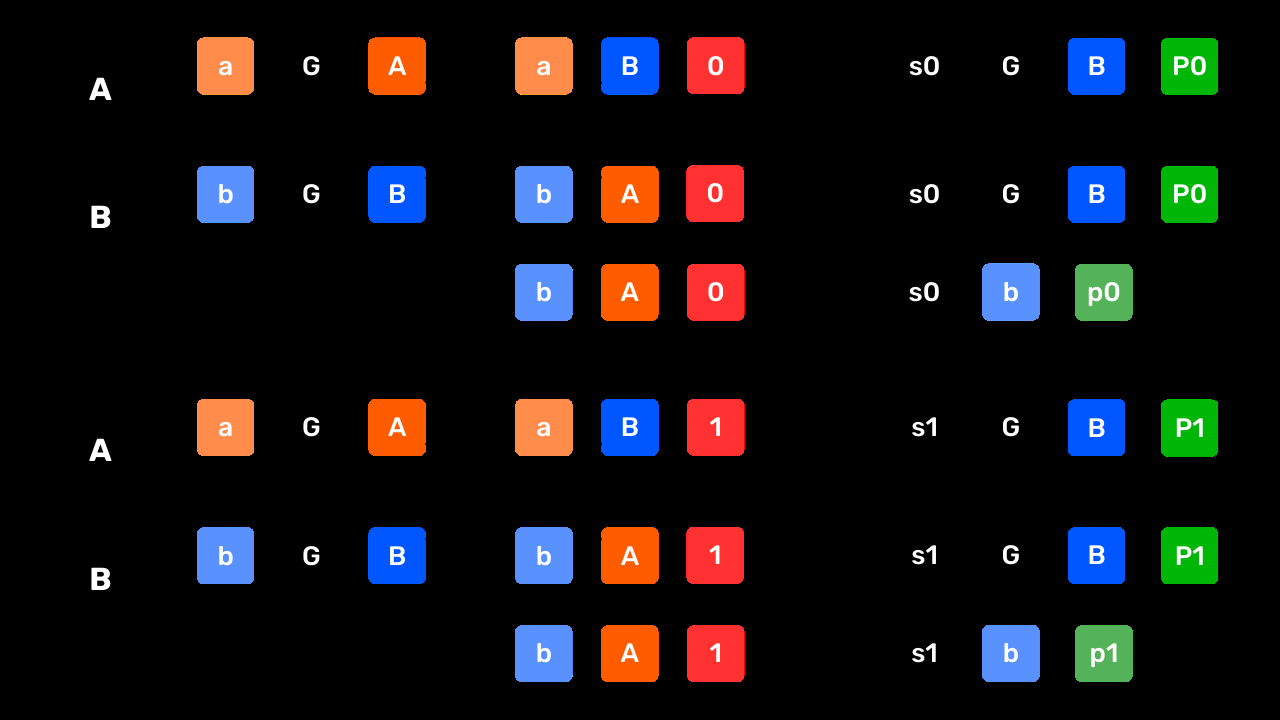 A a G A a B 0 s0 G B P0
B b G B b A 0 s0 G B P0
b A 0 s0 b p0
A a G A a B 1 s1 G B P1
B b G B b A 1 s1 G B P1
b A 1 s1 b p1